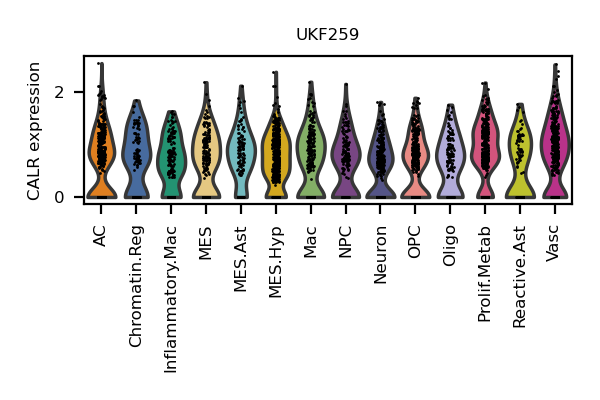 UKF259
CALR expression
2
0
AC
Chromatin.Reg
Inflammatory.Mac
MES
MES.Ast
MES.Hyp
Mac
NPC
Neuron
OPC
Oligo
Prolif.Metab
Reactive.Ast
Vasc